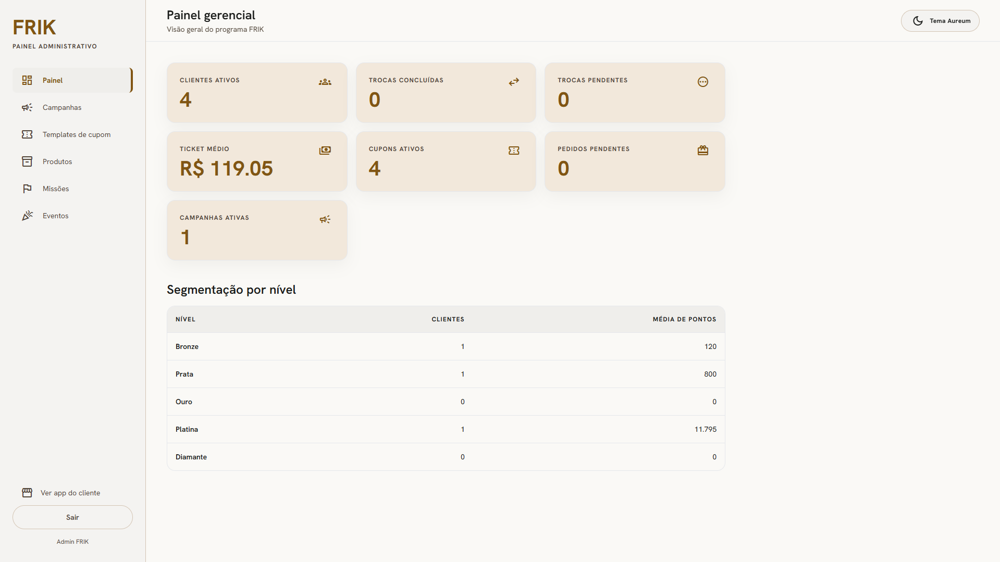 FRIK
PAINEL ADMINISTRATIVO
Painel
Campanhas
Templates de cupom
Produtos
Missões
Eventos
Ver app do cliente
Sair
Admin FRIK
Painel gerencial
Visão geral do programa FRIK
Tema Aureum
CLIENTES ATIVOS
4
TROCAS CONCLUÍDAS
0
TROCAS PENDENTES
0
TICKET MÉDIO
R$ 119.05
CUPONS ATIVOS
4
PEDIDOS PENDENTES
0
CAMPANHAS ATIVAS
1
Segmentação por nível
NÍVEL CLIENTES MÉDIA DE PONTOS
Bronze 1 120
Prata 1 800
Ouro 0 0
Platina 1 11.795
Diamante 0 0